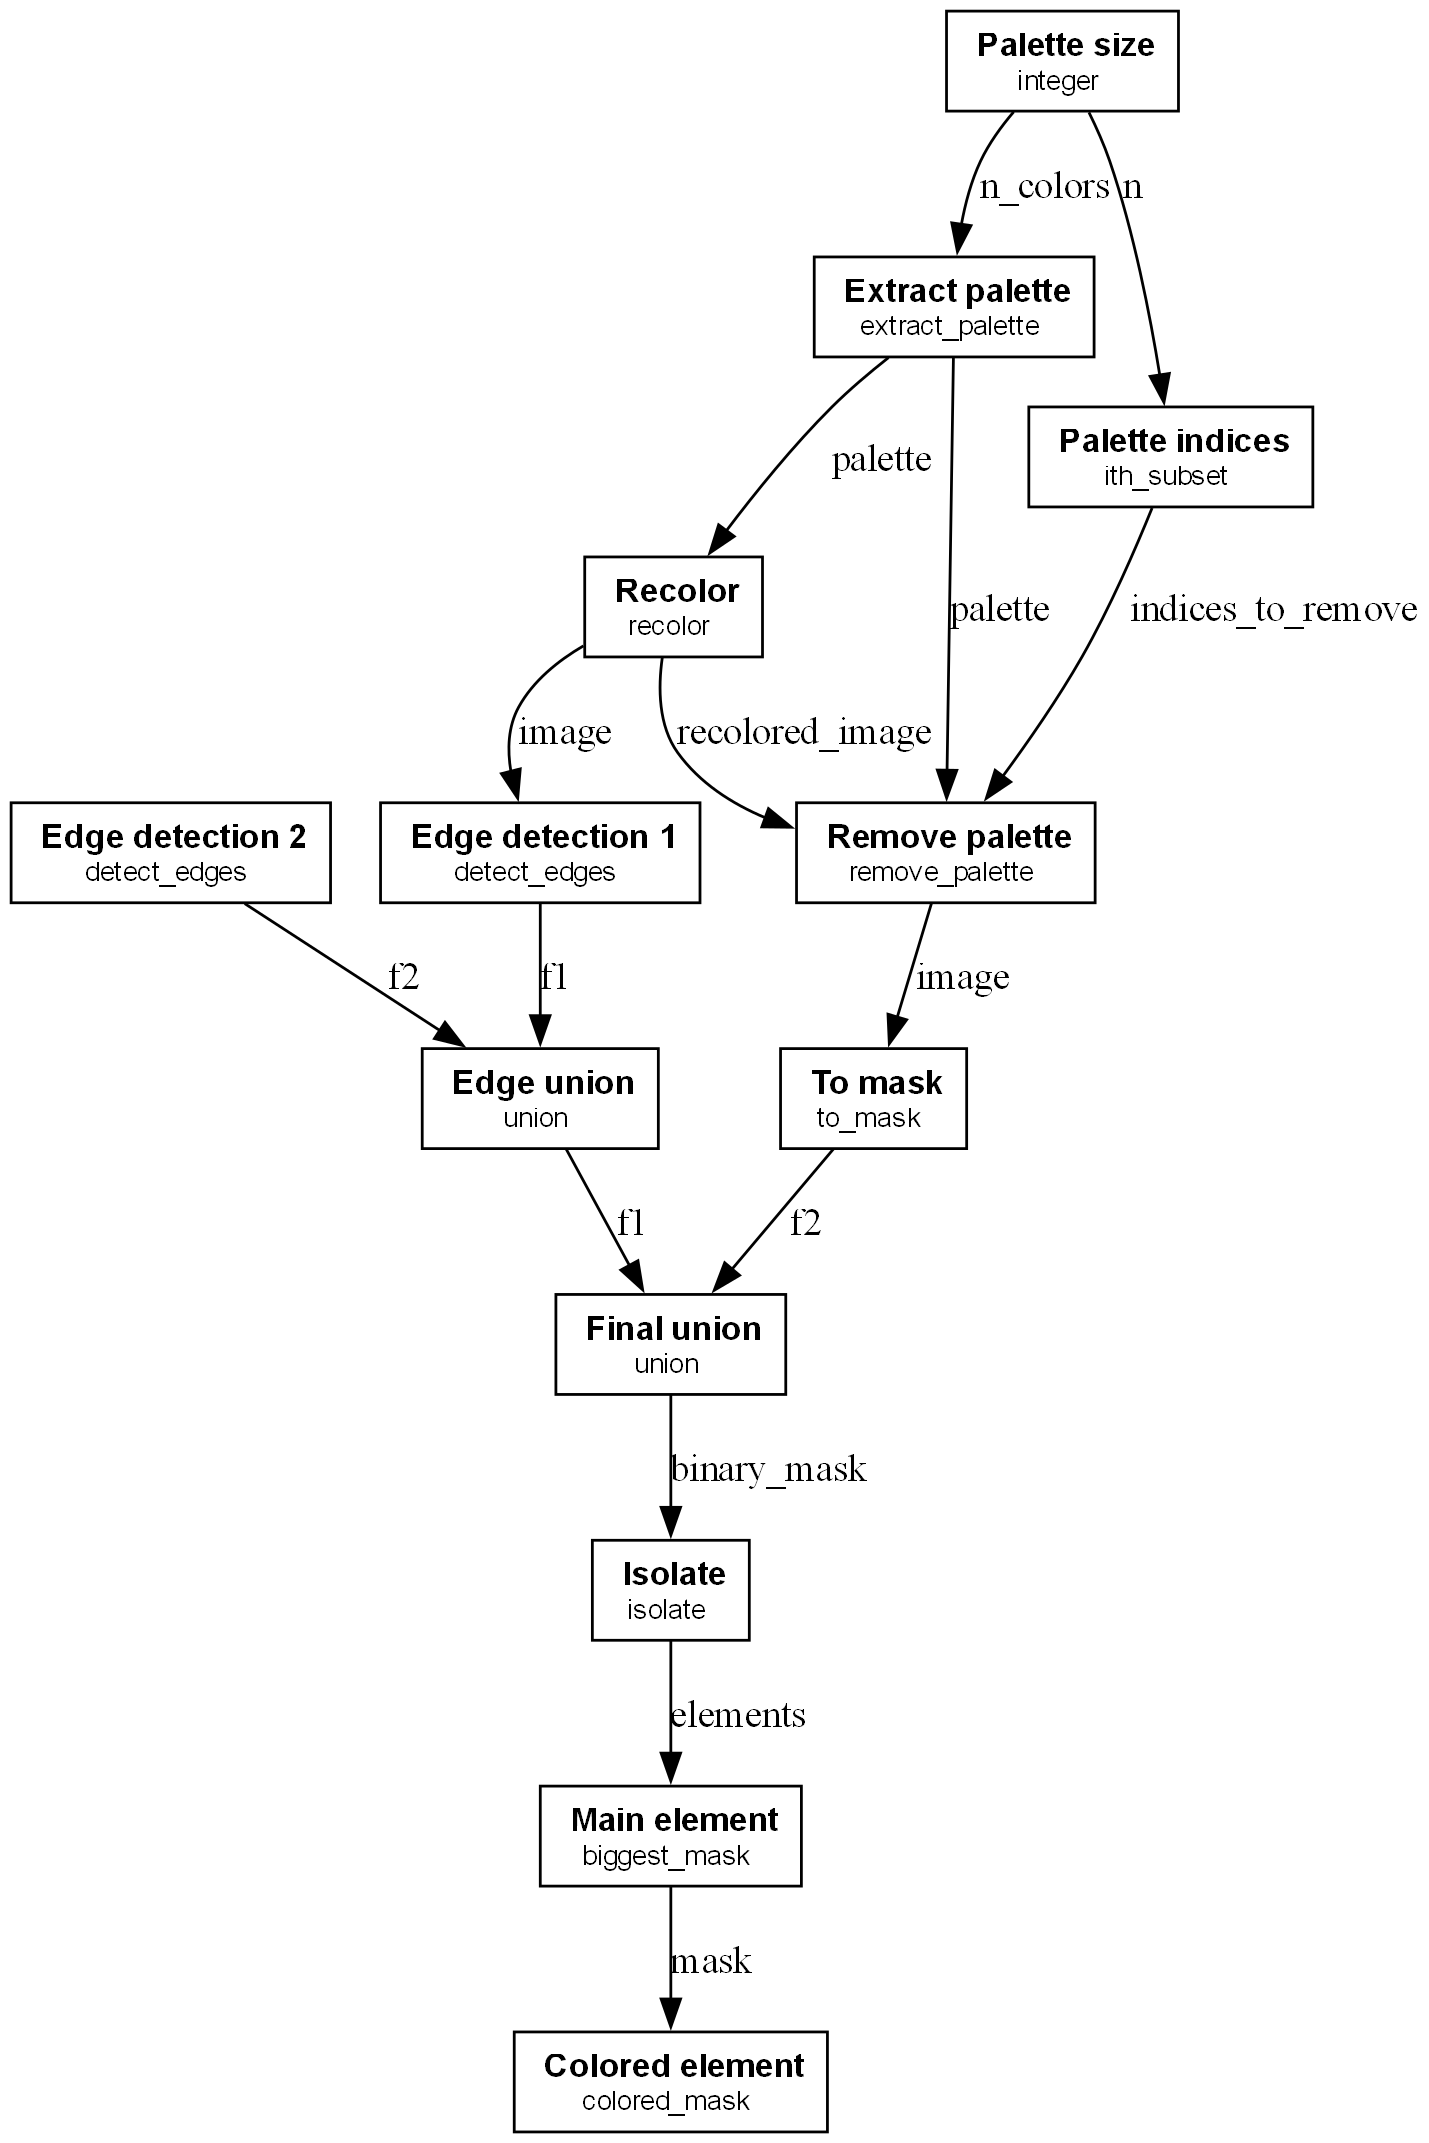 Palette size
integer
n_colors
n
Extract palette
extract_palette
Palette indices
ith_subset
palette
Recolor
recolor
palette
indices_to_remove
image
recolored_image
Edge detection 2
detect_edges
Edge detection 1
detect_edges
Remove palette
remove_palette
f2
f1
image
Edge union
union
To mask
to_mask
f1
f2
Final union
union
binary_mask
Isolate
isolate
elements
Main element
biggest_mask
mask
Colored element
colored_mask